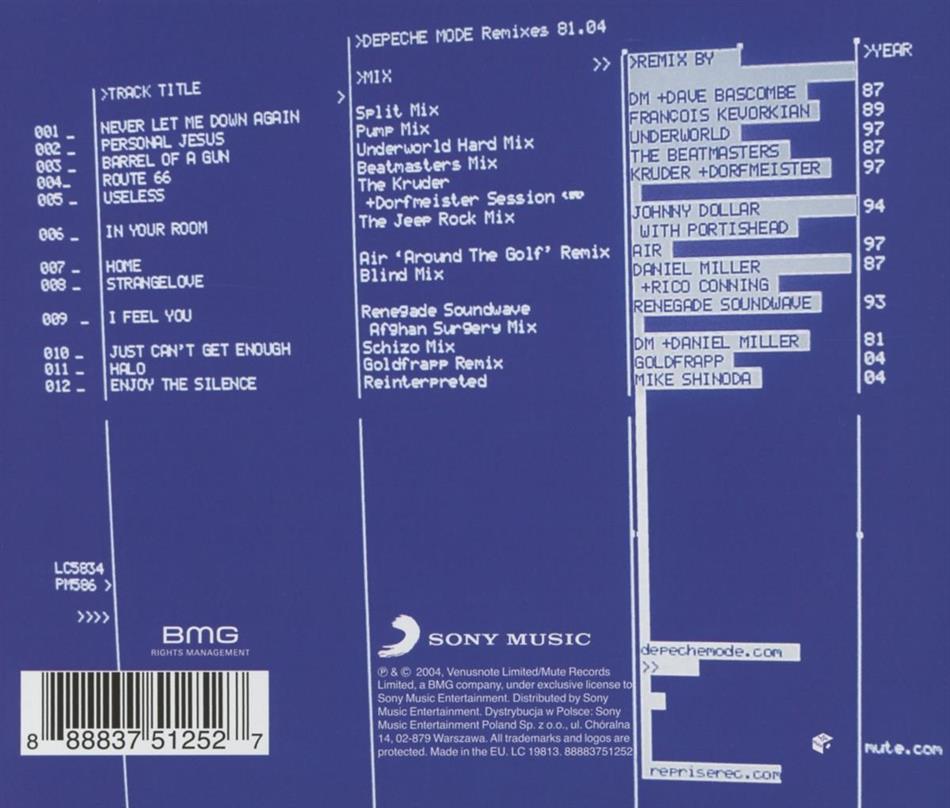 >DEPECHE MODE Remixes 81.04
>TRACK TITLE
>
>MIX
>>
>REMIX BY
>YEAR
001 _ NEVER LET ME DOWN AGAIN Split Mix DM +DAVE BASCOMBE 87
002 _ PERSONAL JESUS Pump Mix FRANCOIS KEVORKIAN 89
003 _ BARREL OF A GUN Underworld Hard Mix UNDERWORLD 97
004_ ROUTE 66 Beatmasters Mix THE BEATMASTERS 87
005 _ USELESS The Kruder KRUDER +DORFMEISTER 97
+Dorfmeister Session
006 _ IN YOUR ROOM The Jeep Rock Mix JOHNNY DOLLAR 94
WITH PORTISHEAD
007 _ HOME Air ‘Around The Golf’ Remix AIR 97
008 _ STRANGELOVE Blind Mix DANIEL MILLER 87
+RICO CONNING
009 _ I FEEL YOU Renegade Soundwave RENEGADE SOUNDWAVE 93
Afghan Surgery Mix
010 _ JUST CAN'T GET ENOUGH Schizo Mix DM +DANIEL MILLER 81
011 _ HALO Goldfrapp Remix GOLDFRAPP 04
012 _ ENJOY THE SILENCE Reinterpreted MIKE SHINODA 04
LC5834
PM586 >
>>>>
BMG
RIGHTS MANAGEMENT
8 88837 51252 7
SONY MUSIC
℗ & © 2004, Venusnote Limited/Mute Records
Limited, a BMG company, under exclusive license to
Sony Music Entertainment. Distributed by Sony
Music Entertainment. Dystrybucja w Polsce: Sony
Music Entertainment Poland Sp. z o.o., ul. Chóralna
14, 02-879 Warszawa. All trademarks and logos are
protected. Made in the EU. LC 19813. 88883751252
depechemode.com
>>
repriserec.com
mute.com